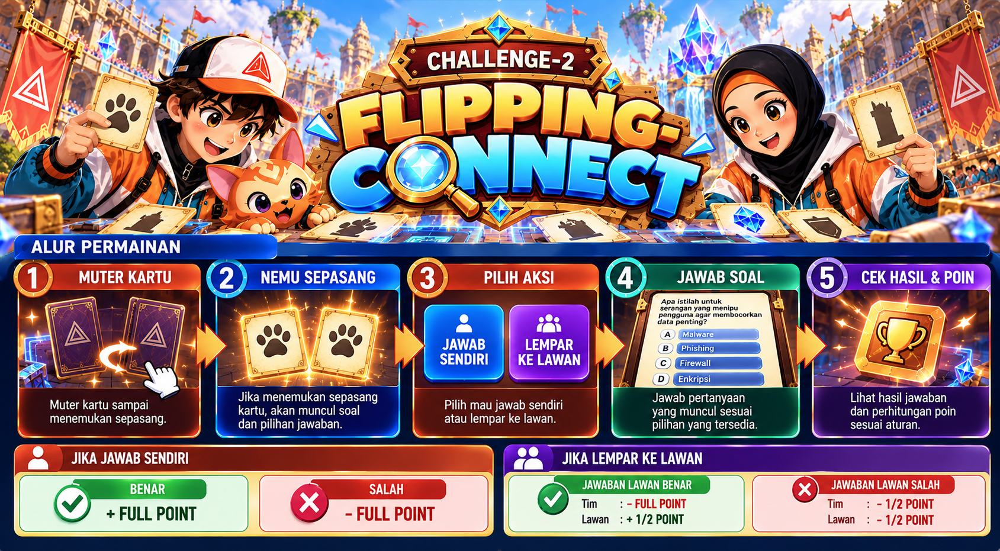 CHALLENGE-2
FLIPPING-
CONNECT
ALUR PERMAINAN
1
MUTER KARTU
Muter kartu sampai
menemukan sepasang.
2
NEMU SEPASANG
Jika menemukan sepasang
kartu, akan muncul soal
dan pilihan jawaban.
3
PILIH AKSI
JAWAB
SENDIRI
LEMPAR
KE LAWAN
Pilih mau jawab sendiri
atau lempar ke lawan.
4
JAWAB SOAL
Apa istilah untuk
serangan yang menipu
pengguna agar membocorkan
data penting?
A Malware
B Phishing
C Firewall
D Enkripsi
Jawab pertanyaan
yang muncul sesuai
pilihan yang tersedia.
5
CEK HASIL & POIN
Lihat hasil jawaban
dan perhitungan poin
sesuai aturan.
JIKA JAWAB SENDIRI
BENAR
+ FULL POINT
SALAH
- FULL POINT
JIKA LEMPAR KE LAWAN
JAWABAN LAWAN BENAR
Tim : - FULL POINT
Lawan : + 1/2 POINT
JAWABAN LAWAN SALAH
Tim : - 1/2 POINT
Lawan : - 1/2 POINT